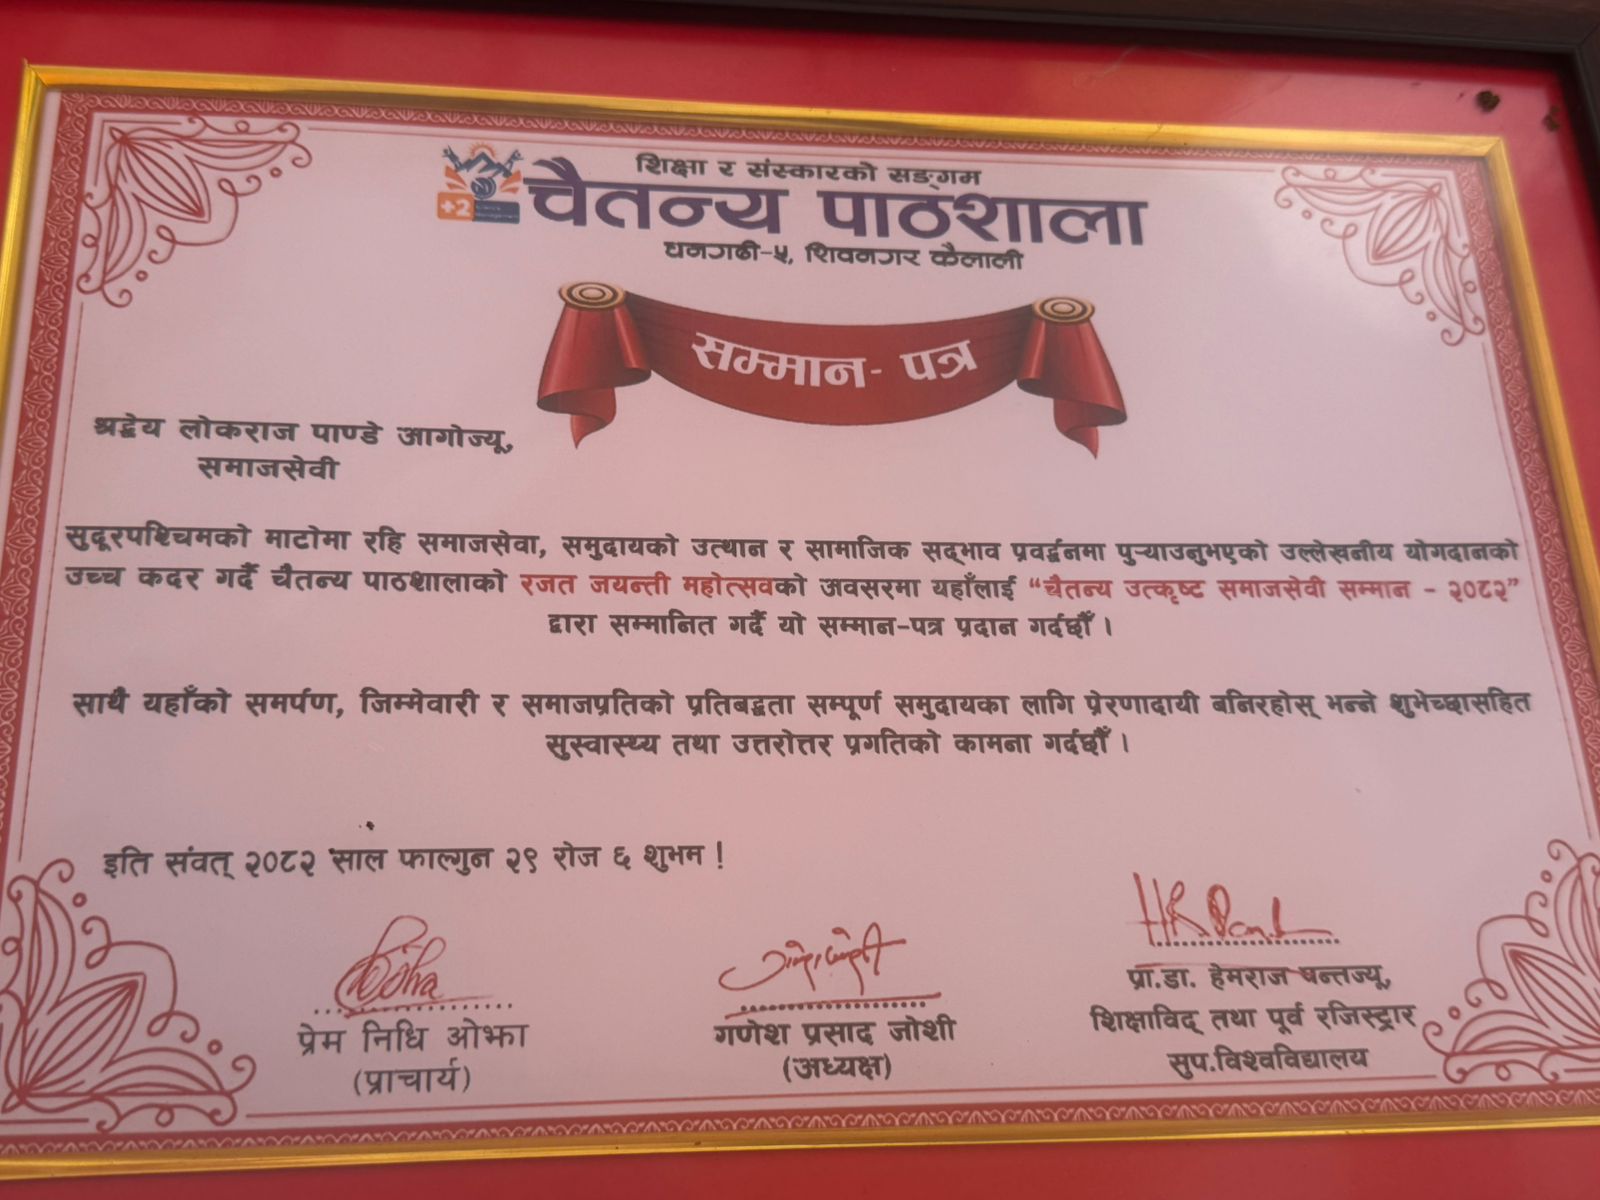 शिक्षा र संस्कारको सङ्गम
+2
चैतन्य पाठशाला
धनगढी-५, शिवनगर कैलाली
सम्मान- पत्र
श्रद्धेय लोकराज पाण्डे आगोज्यू,
समाजसेवी
सुदूरपश्चिमको माटोमा रहि समाजसेवा, समुदायको उत्थान र सामाजिक सद्‌भाव प्रवर्द्धनमा पुऱ्याउनुभएको उल्लेखनीय योगदानको
उच्च कदर गर्दै चैतन्य पाठशालाको रजत जयन्ती महोत्सवको अवसरमा यहाँलाई “चैतन्य उत्कृष्ट समाजसेवी सम्मान - २०८२”
द्वारा सम्मानित गर्दै यो सम्मान-पत्र प्रदान गर्दछौँ ।
साथै यहाँको समर्पण, जिम्मेवारी र समाजप्रतिको प्रतिबद्धता सम्पूर्ण समुदायका लागि प्रेरणादायी बनिरहोस् भन्ने शुभेच्छासहित
सुस्वास्थ्य तथा उत्तरोत्तर प्रगतिको कामना गर्दछौँ ।
इति संवत् २०८२ साल फाल्गुन २९ रोज ६ शुभम !
प्रेम निधि ओझा
(प्राचार्य)
गणेश प्रसाद जोशी
(अध्यक्ष)
प्रा.डा. हेमराज पन्तज्यू,
शिक्षाविद् तथा पूर्व रजिस्ट्रार
सुप.विश्वविद्यालय